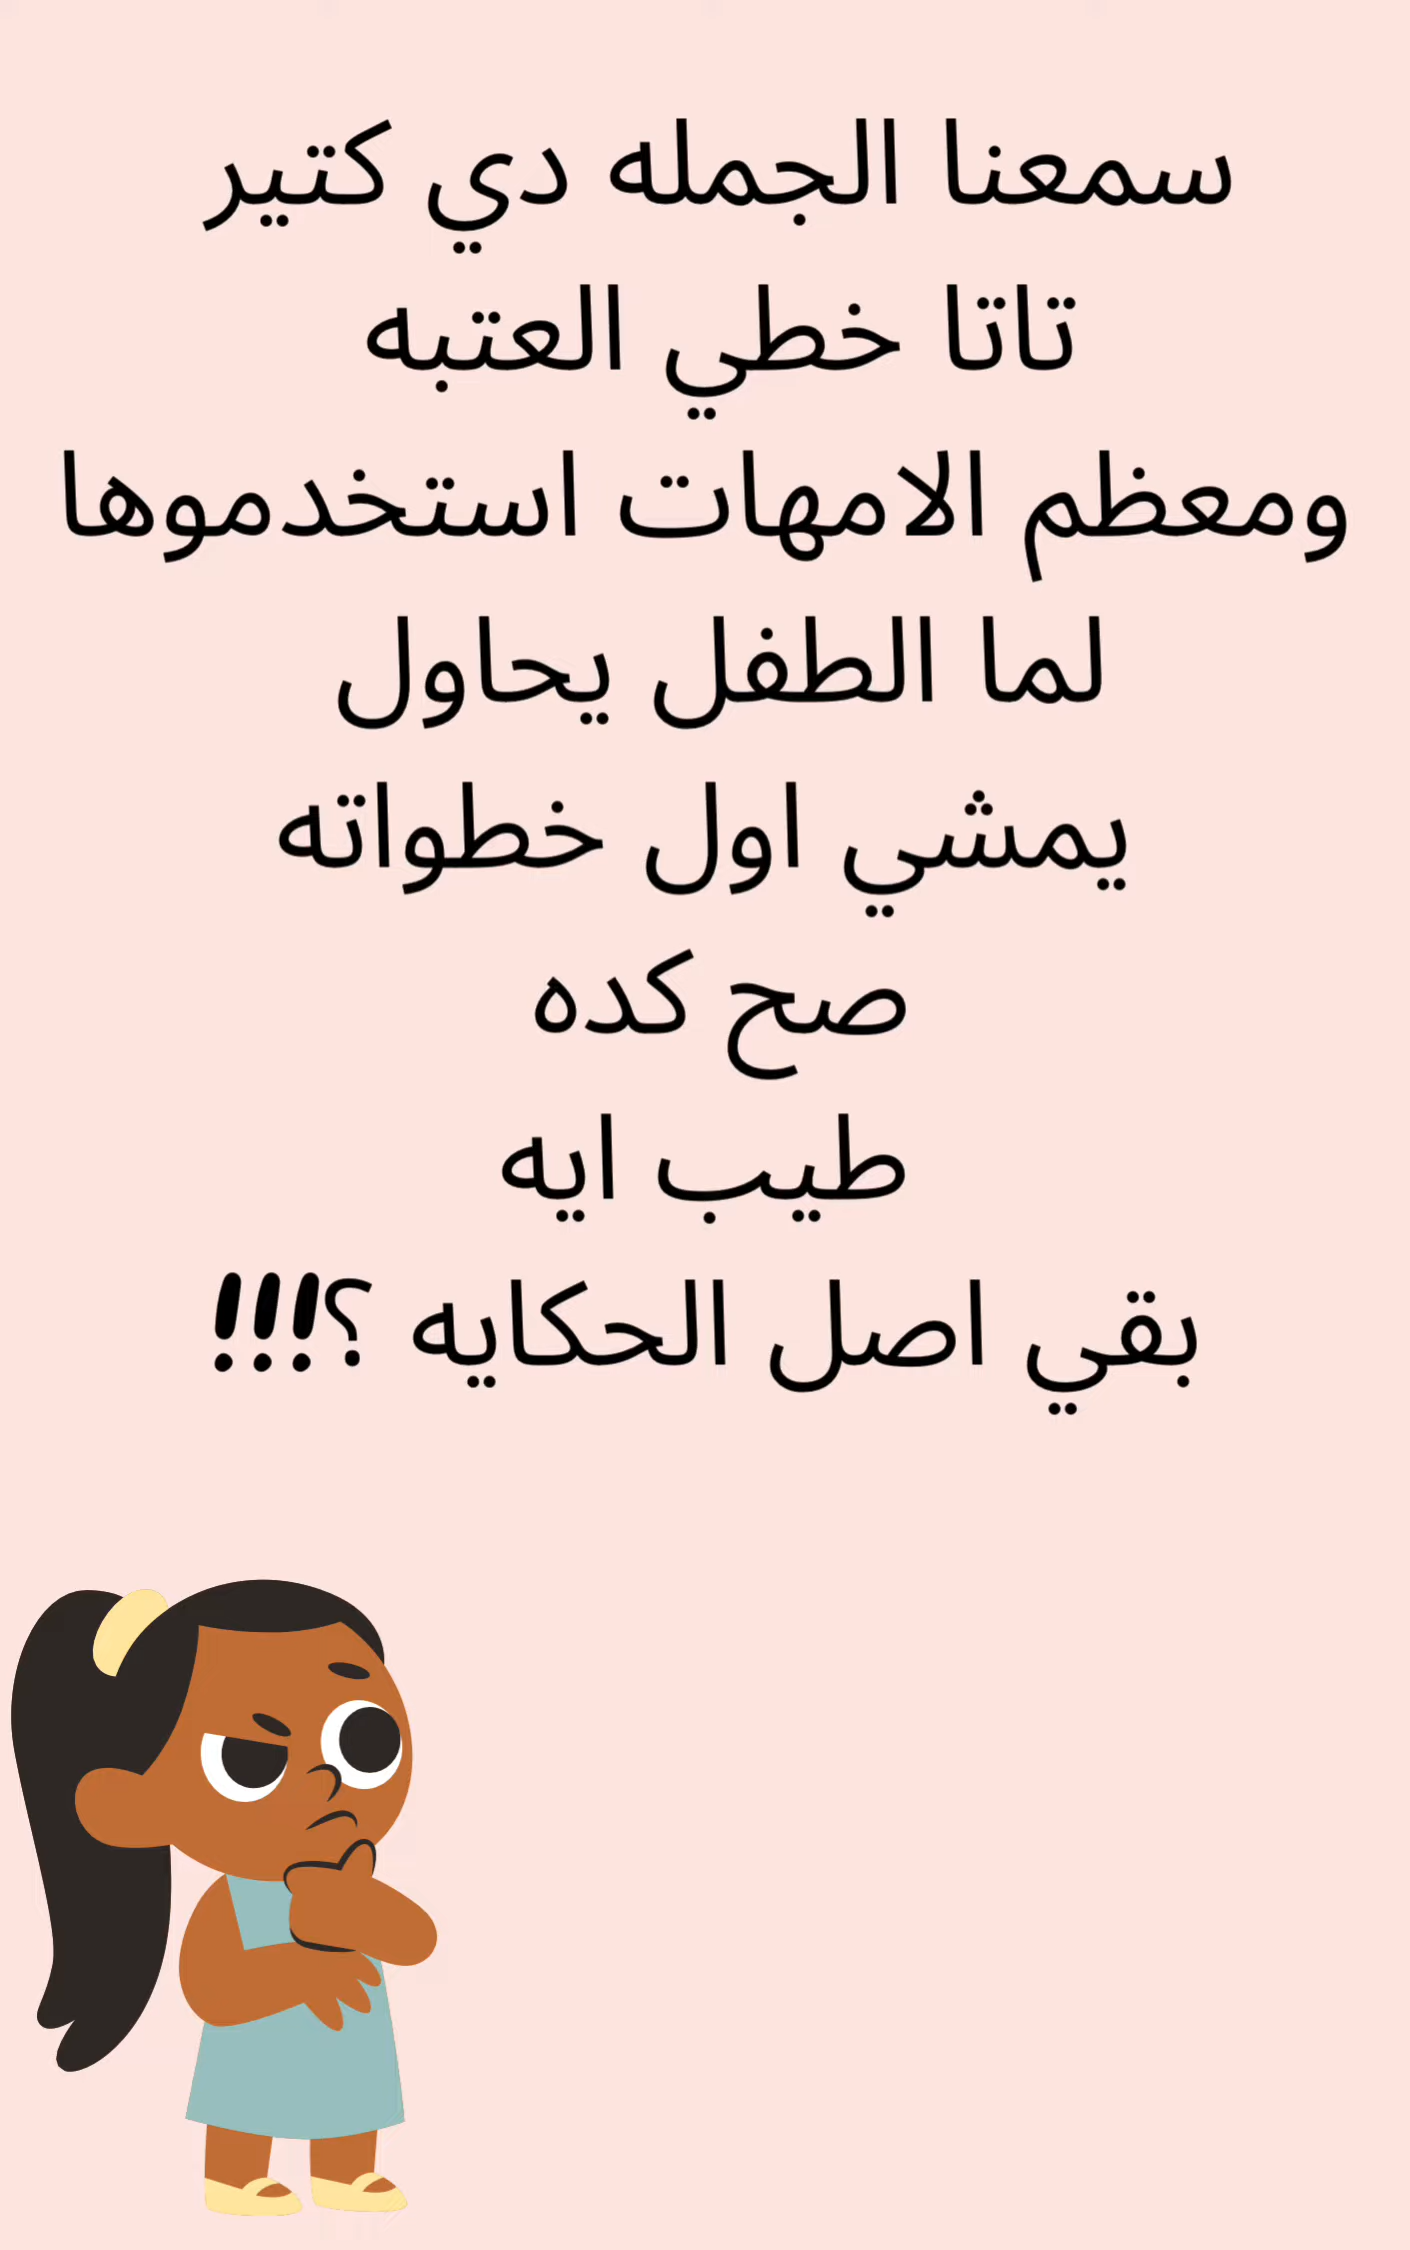 سمعنا الجمله دي كتير
تاتا خطي العتبه
ومعظم الامهات استخدموها
لما الطفل يحاول
يمشي اول خطواته
صح كده
طيب ايه
بقي اصل الحكايه ؟!!!